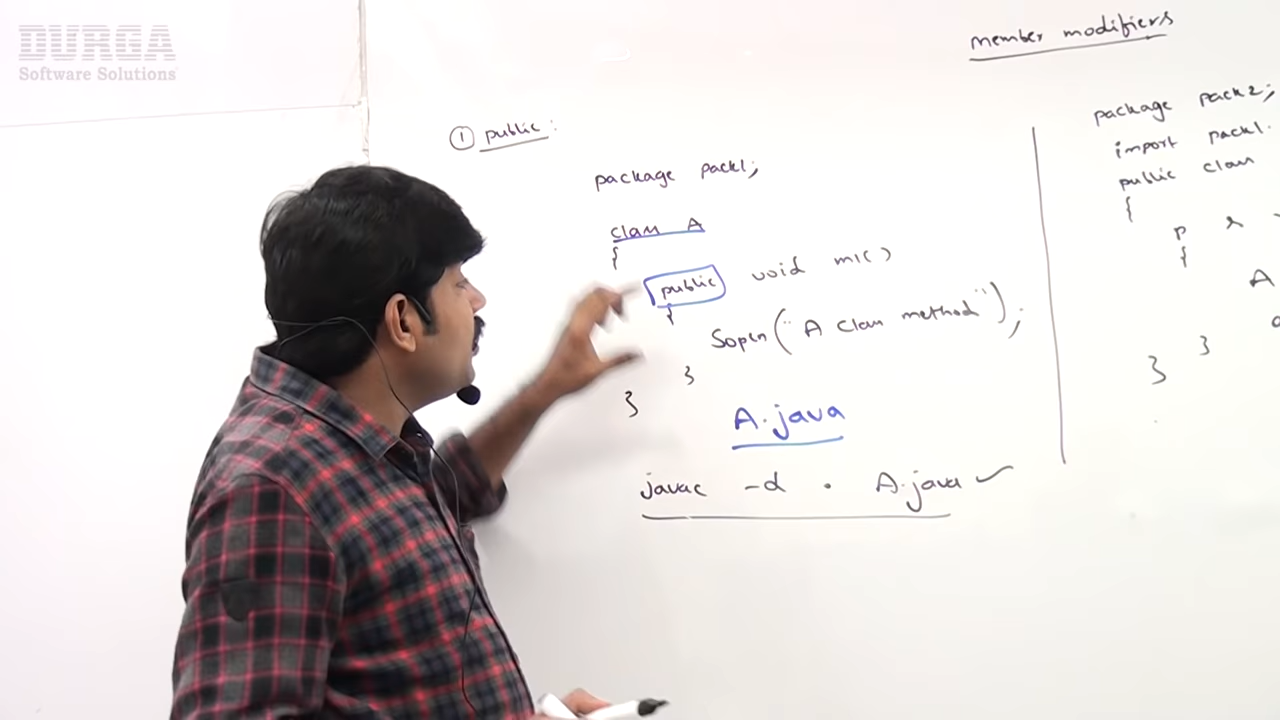 DURGA
Software Solutions
member modifiers
① public:
package pack1;
class A
{
public void m1()
{
Sopln("A class method");
}
}
A.java
javac -d . A.java ✓
package pack2;
import pack1.
public class
{
p s
{
A
}
}